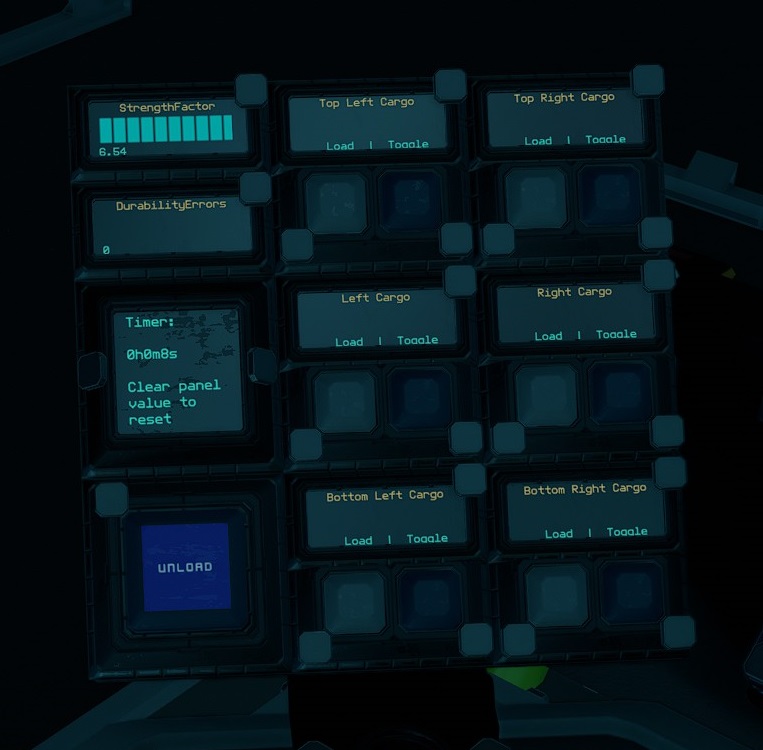 StrengthFactor
6.54
DurabilityErrors
0
Timer:
0h0m8s
Clear panel
value to
reset
UNLOAD
Top Left Cargo
Load | Toggle
Top Right Cargo
Load | Toggle
Left Cargo
Load | Toggle
Right Cargo
Load | Toggle
Bottom Left Cargo
Load | Toggle
Bottom Right Cargo
Load | Toggle